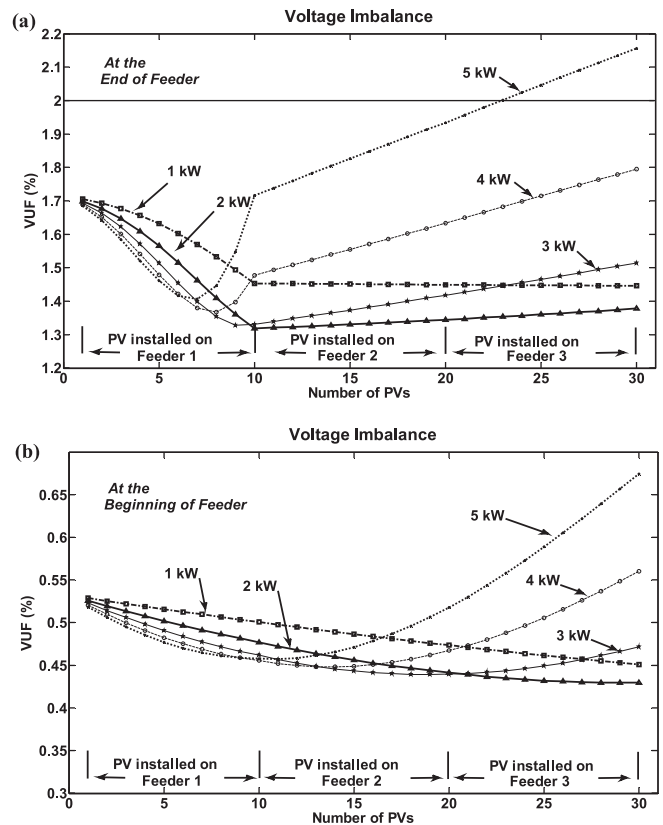 (a)
Voltage Imbalance
2.2
2.1
2
1.9
1.8
1.7
1.6
1.5
1.4
1.3
1.2
VUF (%)
At the
End of Feeder
5 kW
4 kW
3 kW
1 kW
2 kW
PV installed on
Feeder 1
PV installed on
Feeder 2
PV installed on
Feeder 3
0 5 10 15 20 25 30
Number of PVs
(b)
Voltage Imbalance
0.65
0.6
0.55
0.5
0.45
0.4
0.35
0.3
VUF (%)
At the
Beginning of Feeder
5 kW
4 kW
3 kW
1 kW
2 kW
PV installed on
Feeder 1
PV installed on
Feeder 2
PV installed on
Feeder 3
0 5 10 15 20 25 30
Number of PVs